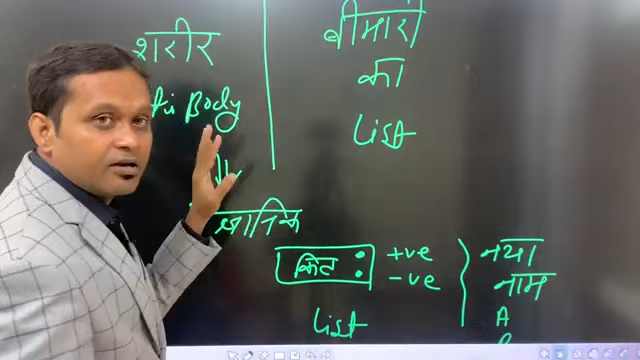 शरीर
Body
बीमारी
का
List
किट
+ve
-ve
List
नया
नाम
A